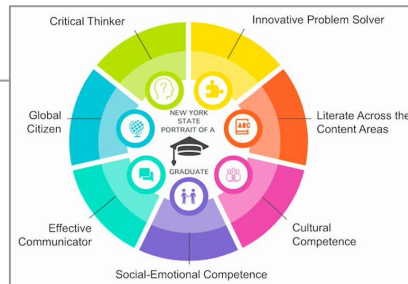 Critical Thinker
Innovative Problem Solver
NEW YORK
STATE
PORTRAIT OF A
GRADUATE
Global
Citizen
Literate Across the
Content Areas
ABC
Effective
Communicator
Cultural
Competence
Social-Emotional Competence